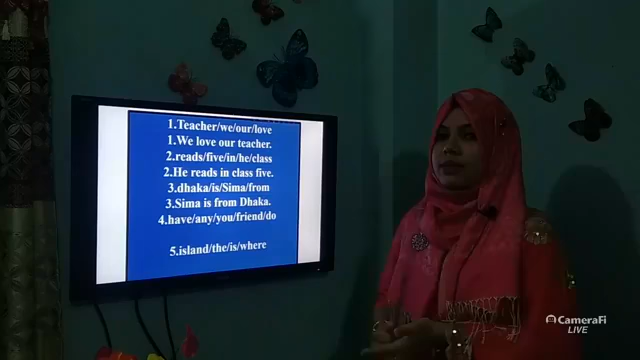 1.Teacher/we/our/love
1.We love our teacher.
2.reads/five/in/he/class
2.He reads in class five.
3.dhaka/is/Sima/from
3.Sima is from Dhaka.
4.have/any/you/friend/do
5.island/the/is/where
CameraFi
LIVE